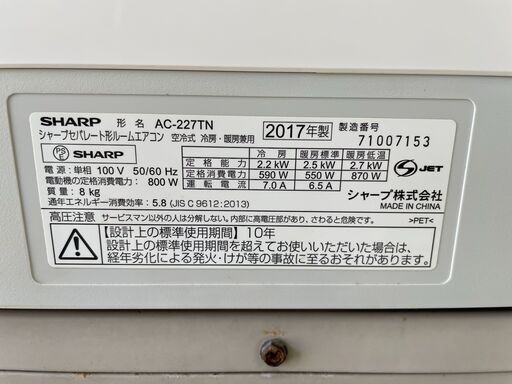 SHARP 形名 AC-227TN 2017年製 製造番号 71007153
シャープセパレート形ルームエアコン 空冷式 冷房・暖房兼用
PSE SHARP
冷房 暖房標準 暖房低温
定格能力 2.2 kW 2.5 kW 2.7 kW
定格消費電力 590 W 550 W 870 W
運転電流 7.0 A 6.5 A
S JET
電源:単相 100 V 50/60 Hz
電動機の定格消費電力: 800 W
質量: 8 kg
通年エネルギー消費効率: 5.8 (JIS C 9612:2013)
シャープ株式会社
MADE IN CHINA
高圧注意 サービスマン以外の人は分解しないでください。内部に高電圧部があり、さわると危険です。
>PET<
【設計上の標準使用期間】10年
設計上の標準使用期間を超えてお使いいただいた場合は、
経年劣化による発火・けが等の事故に至るおそれがあります。